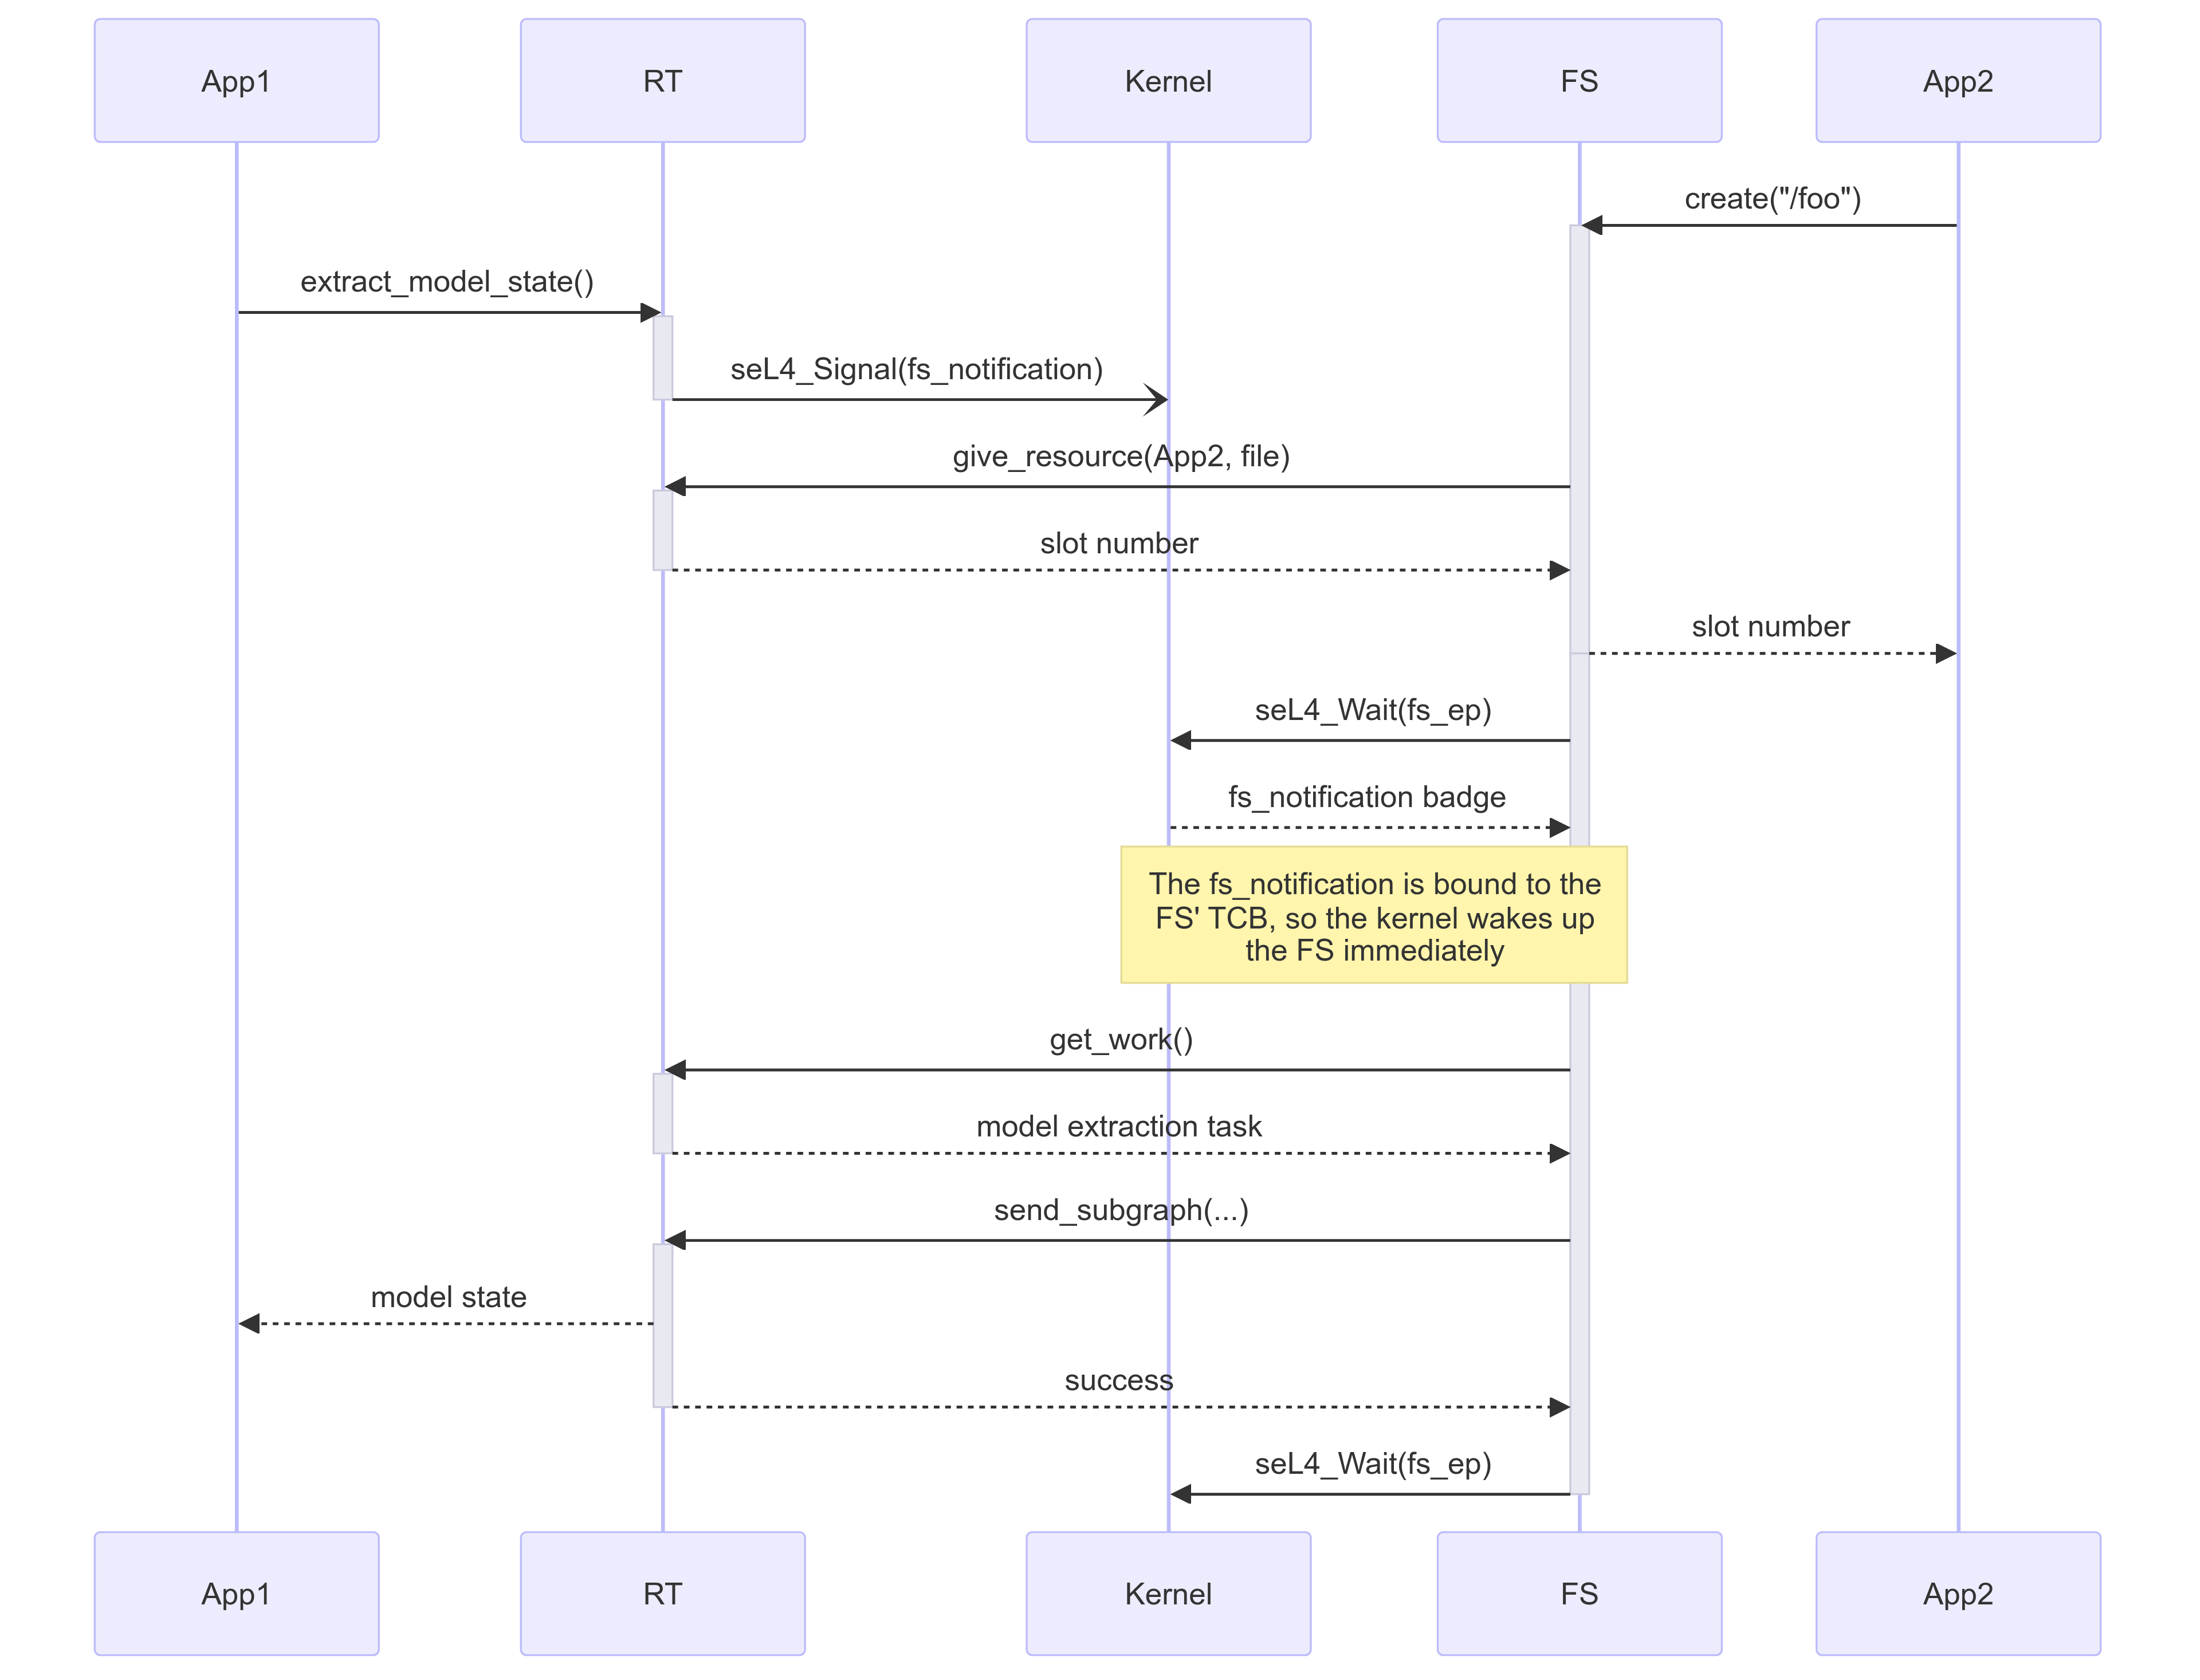 App1
RT
Kernel
FS
App2
create("/foo")
extract_model_state()
seL4_Signal(fs_notification)
give_resource(App2, file)
slot number
slot number
seL4_Wait(fs_ep)
fs_notification badge
The fs_notification is bound to the
FS' TCB, so the kernel wakes up
the FS immediately
get_work()
model extraction task
send_subgraph(...)
model state
success
seL4_Wait(fs_ep)
App1
RT
Kernel
FS
App2